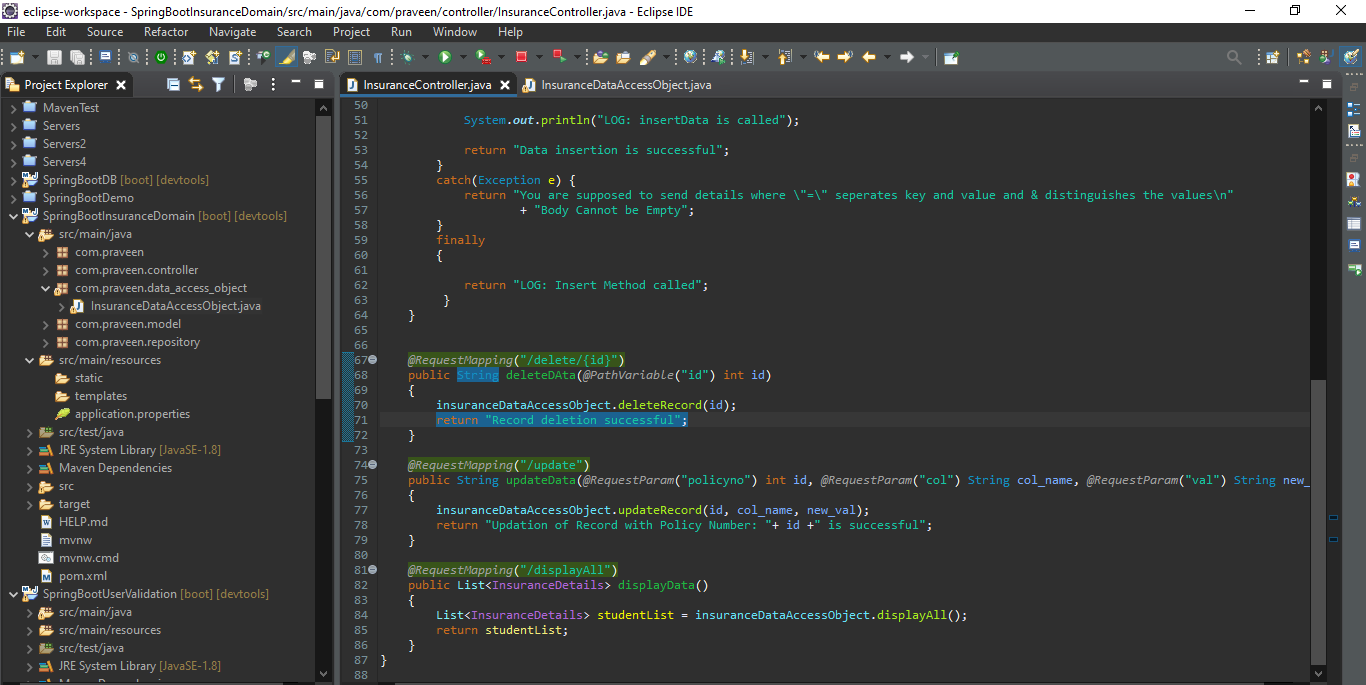 eclipse-workspace - SpringBootInsuranceDomain/src/main/java/com/praveen/controller/InsuranceController.java - Eclipse IDE
File Edit Source Refactor Navigate Search Project Run Window Help
Project Explorer
MavenTest
Servers
Servers2
Servers4
SpringBootDB [boot] [devtools]
SpringBootDemo
SpringBootInsuranceDomain [boot] [devtools]
src/main/java
com.praveen
com.praveen.controller
com.praveen.data_access_object
InsuranceDataAccessObject.java
com.praveen.model
com.praveen.repository
src/main/resources
static
templates
application.properties
src/test/java
JRE System Library [JavaSE-1.8]
Maven Dependencies
src
target
HELP.md
mvnw
mvnw.cmd
pom.xml
SpringBootUserValidation [boot] [devtools]
src/main/java
src/main/resources
src/test/java
JRE System Library [JavaSE-1.8]
InsuranceController.java InsuranceDataAccessObject.java
50
51 System.out.println("LOG: insertData is called");
52
53 return "Data insertion is successful";
54 }
55 catch(Exception e) {
56 return "You are supposed to send details where \"=\" seperates key and value and & distinguishes the values\n"
57 + "Body Cannot be Empty";
58 }
59 finally
60 {
61
62 return "LOG: Insert Method called";
63 }
64 }
65
66
67 @RequestMapping("/delete/{id}")
68 public String deleteDAta(@PathVariable("id") int id)
69 {
70 insuranceDataAccessObject.deleteRecord(id);
71 return "Record deletion successful";
72 }
73
74 @RequestMapping("/update")
75 public String updateData(@RequestParam("policyno") int id, @RequestParam("col") String col_name, @RequestParam("val") String new_
76 {
77 insuranceDataAccessObject.updateRecord(id, col_name, new_val);
78 return "Updation of Record with Policy Number: "+ id +" is successful";
79 }
80
81 @RequestMapping("/displayAll")
82 public List<InsuranceDetails> displayData()
83 {
84 List<InsuranceDetails> studentList = insuranceDataAccessObject.displayAll();
85 return studentList;
86 }
87 }
88